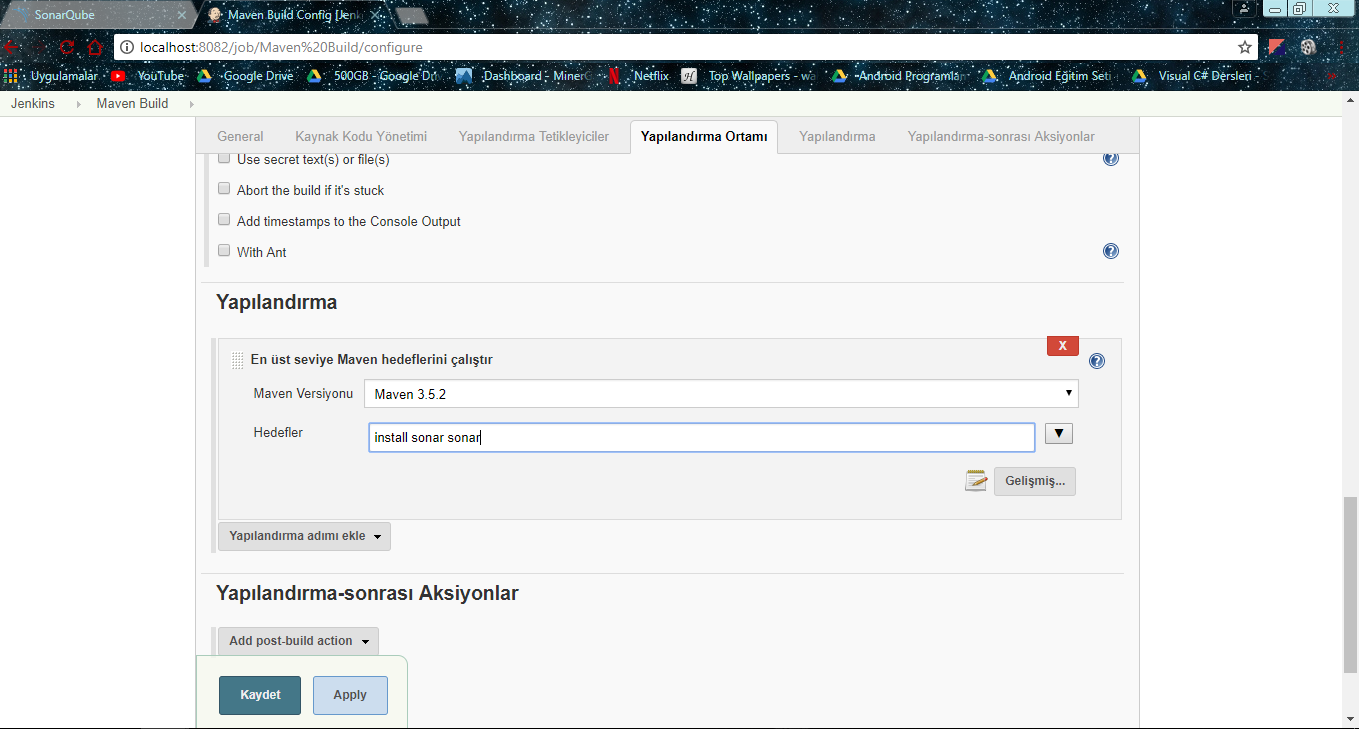 SonarQube
Maven Build Config [Jenk
localhost:8082/job/Maven%20Build/configure
Uygulamalar YouTube Google Drive 500GB - Google Dr Dashboard - Miner Netflix Top Wallpapers - wa -Android Programlar Android Eğitim Seti Visual C# Dersleri -
Jenkins Maven Build
General Kaynak Kodu Yönetimi Yapılandırma Tetikleyiciler Yapılandırma Ortamı Yapılandırma Yapılandırma-sonrası Aksiyonlar
Use secret text(s) or file(s)
Abort the build if it's stuck
Add timestamps to the Console Output
With Ant
Yapılandırma
X
En üst seviye Maven hedeflerini çalıştır
Maven Versiyonu Maven 3.5.2
Hedefler install sonar sonar
Gelişmiş...
Yapılandırma adımı ekle
Yapılandırma-sonrası Aksiyonlar
Add post-build action
Kaydet Apply